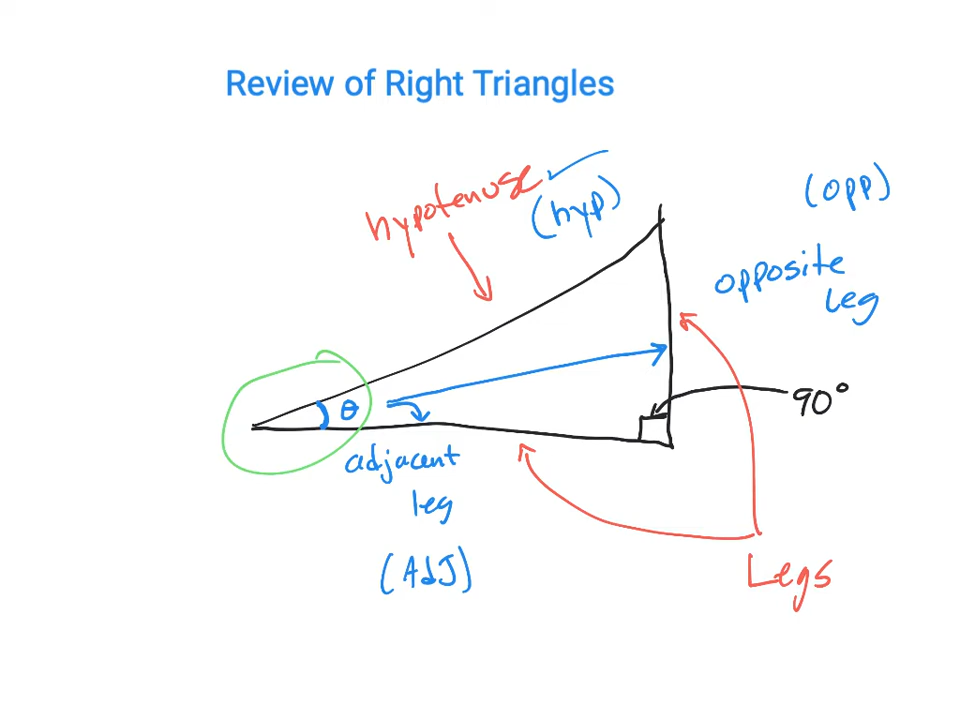 Review of Right Triangles
hypotenuse
(hyp)
(opp)
opposite
leg
90°
θ
adjacent
leg
(AdJ)
Legs